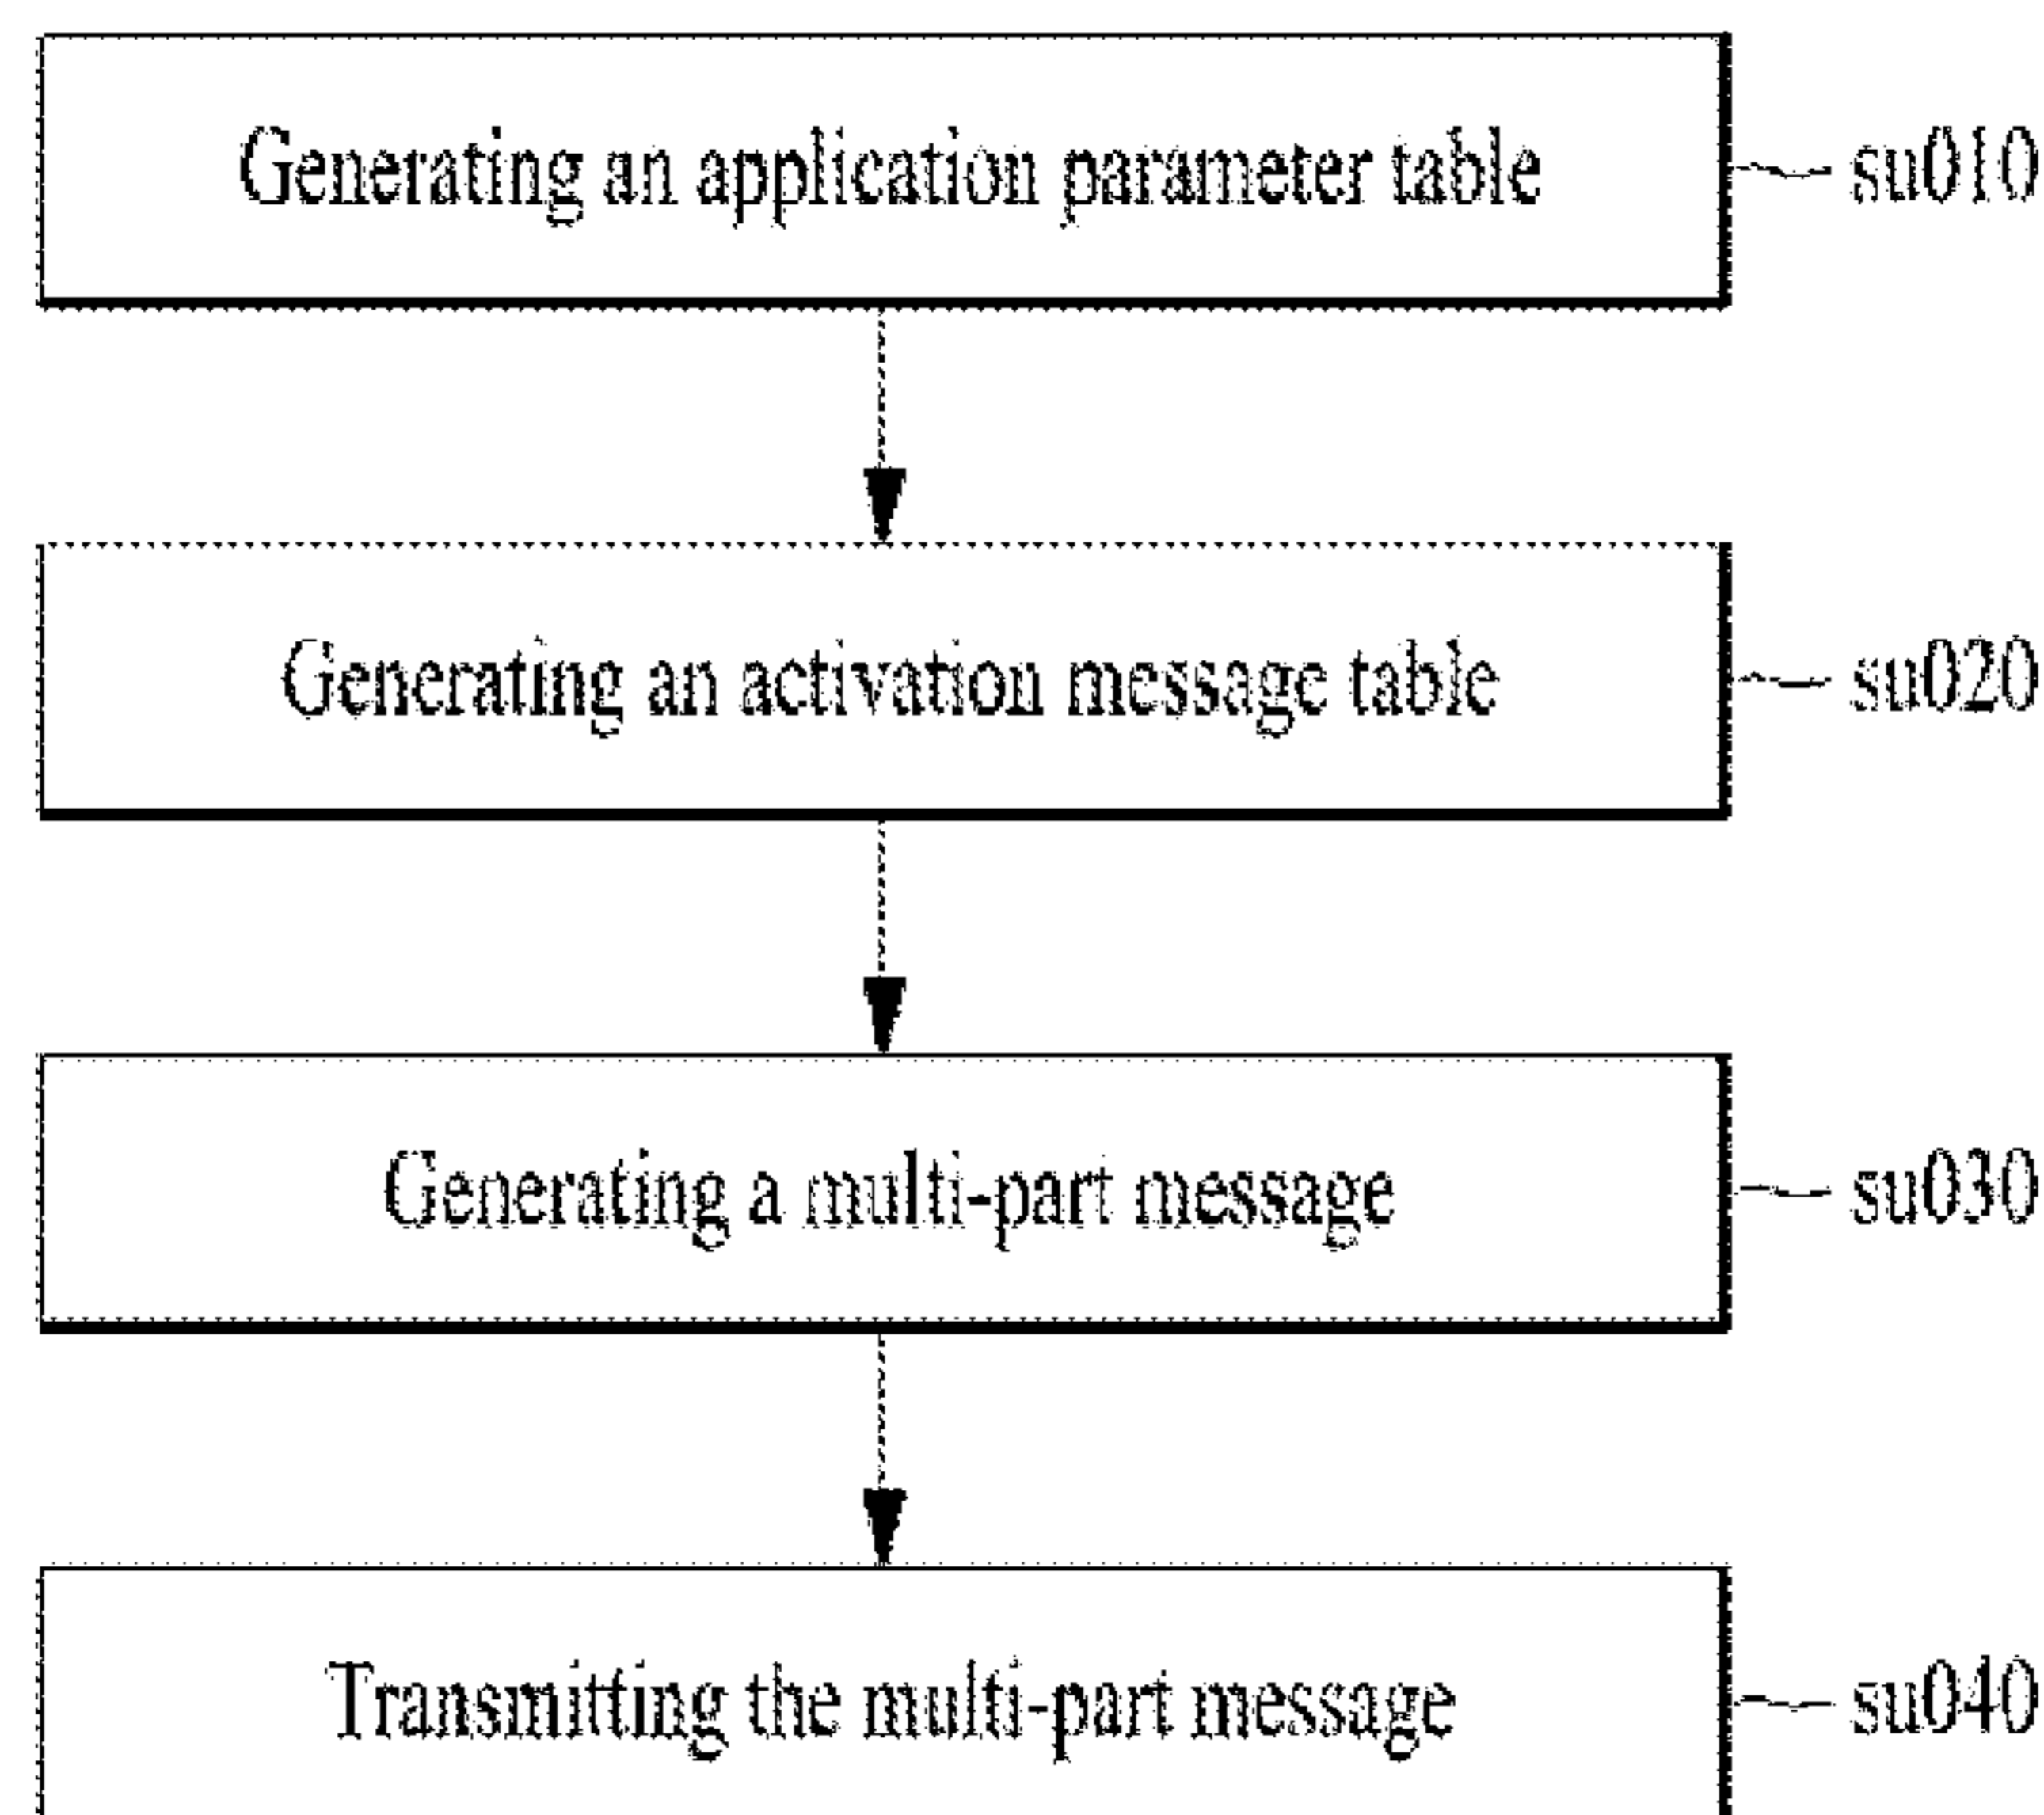 Generating an application parameter table su010
Generating an activation message table su020
Generating a multi-part message su030
Transmitting the multi-part message su040